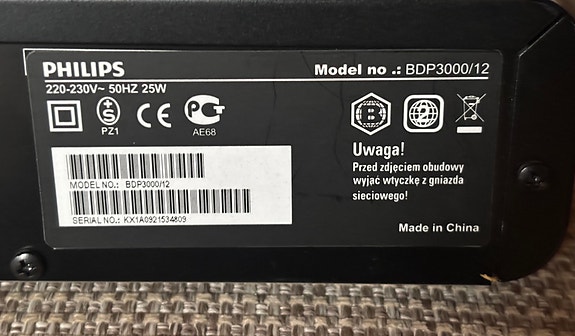 PHILIPS
Model no .: BDP3000/12
220-230V~ 50HZ 25W
PZ1
AE68
B
2
Uwaga!
Przed zdjęciem obudowy
wyjąć wtyczkę z gniazda
sieciowego!
MODEL NO.: BDP3000/12
SERIAL NO.: KX1A0921534809
Made in China